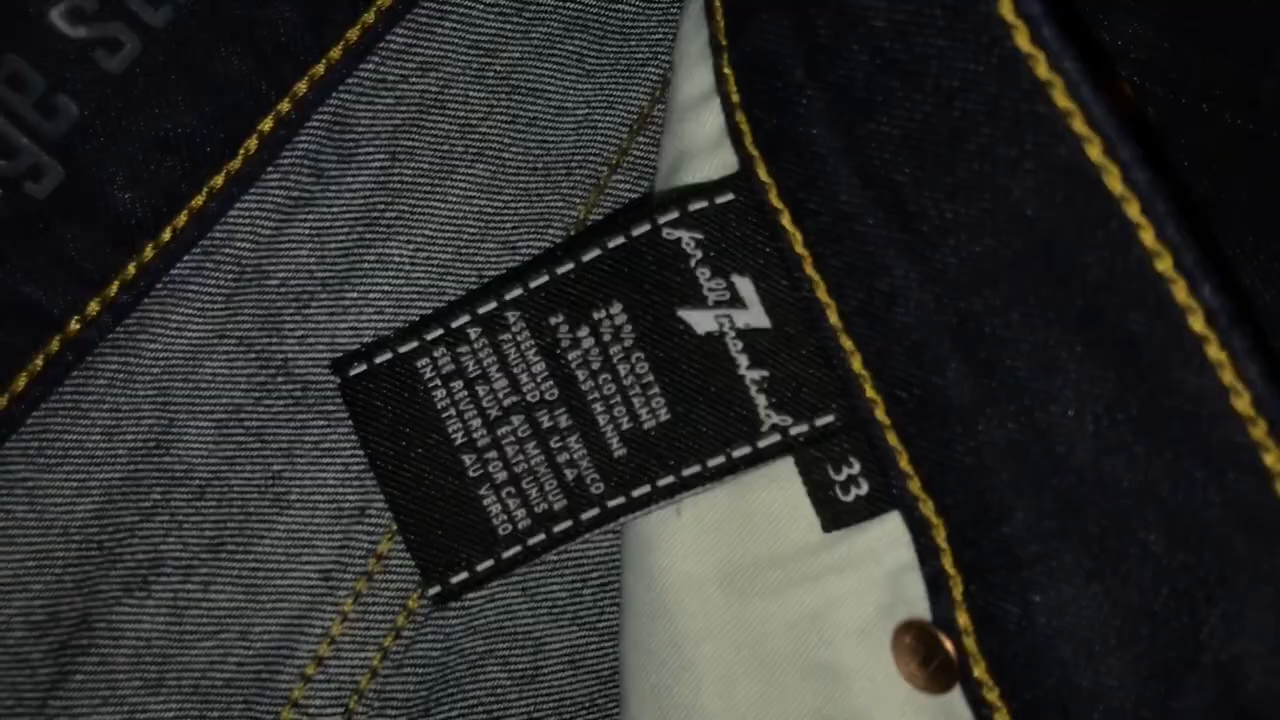 for all
7
mankind
98% COTTON
2% ELASTANE
98% COTON
2% ELASTHANNE
ASSEMBLED IN MEXICO
FINISHED IN U.S.A.
ASSEMBLÉ AU MEXIQUE
FINI AUX ÉTATS UNIS
SEE REVERSE FOR CARE
ENTRETIEN AU VERSO
33